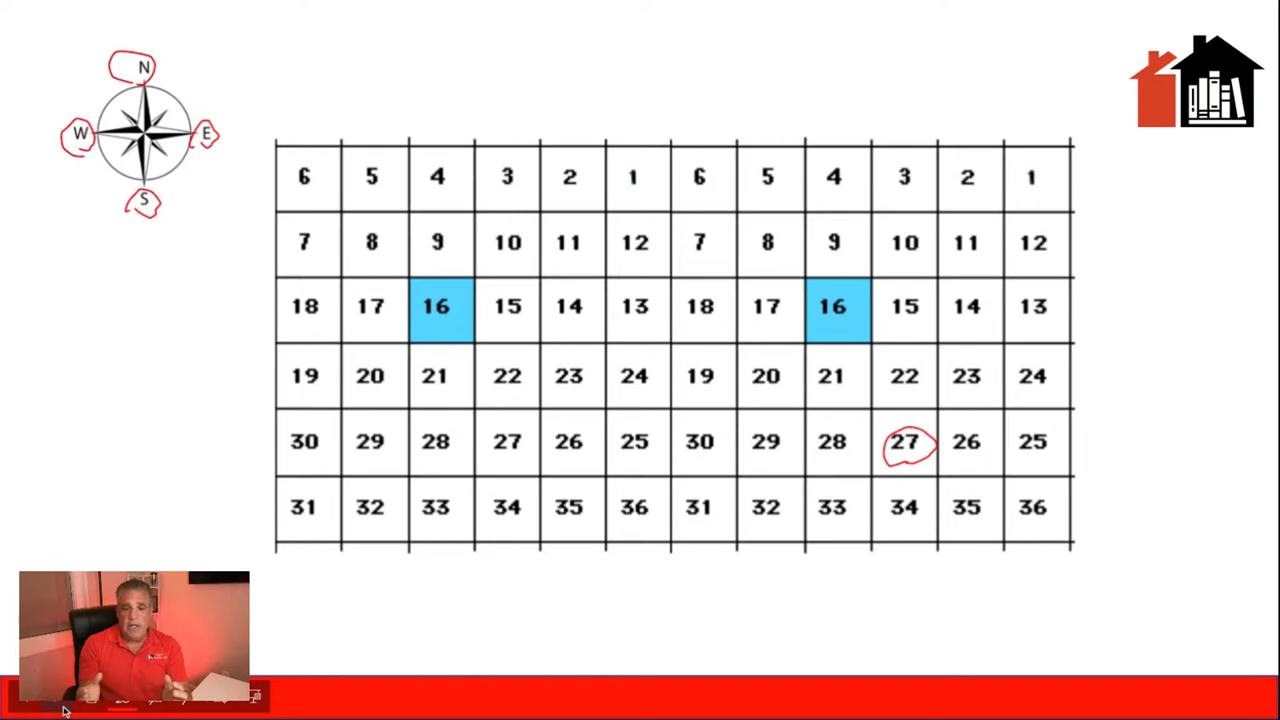 N
W E
S
6 5 4 3 2 1 6 5 4 3 2 1
7 8 9 10 11 12 7 8 9 10 11 12
18 17 16 15 14 13 18 17 16 15 14 13
19 20 21 22 23 24 19 20 21 22 23 24
30 29 28 27 26 25 30 29 28 27 26 25
31 32 33 34 35 36 31 32 33 34 35 36